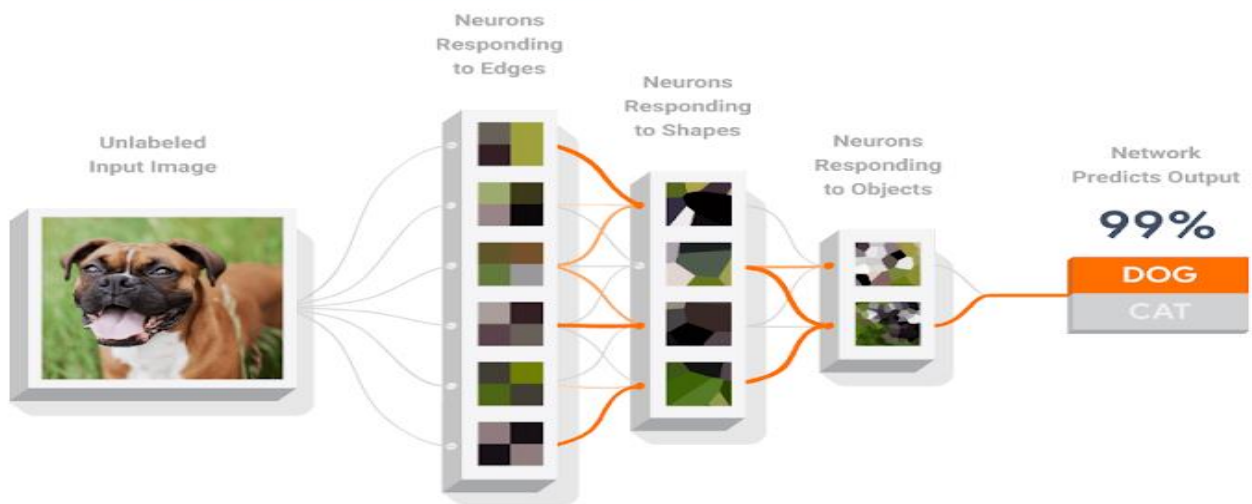 Unlabeled
Input Image
Neurons
Responding
to Edges
Neurons
Responding
to Shapes
Neurons
Responding
to Objects
Network
Predicts Output
99%
DOG
CAT